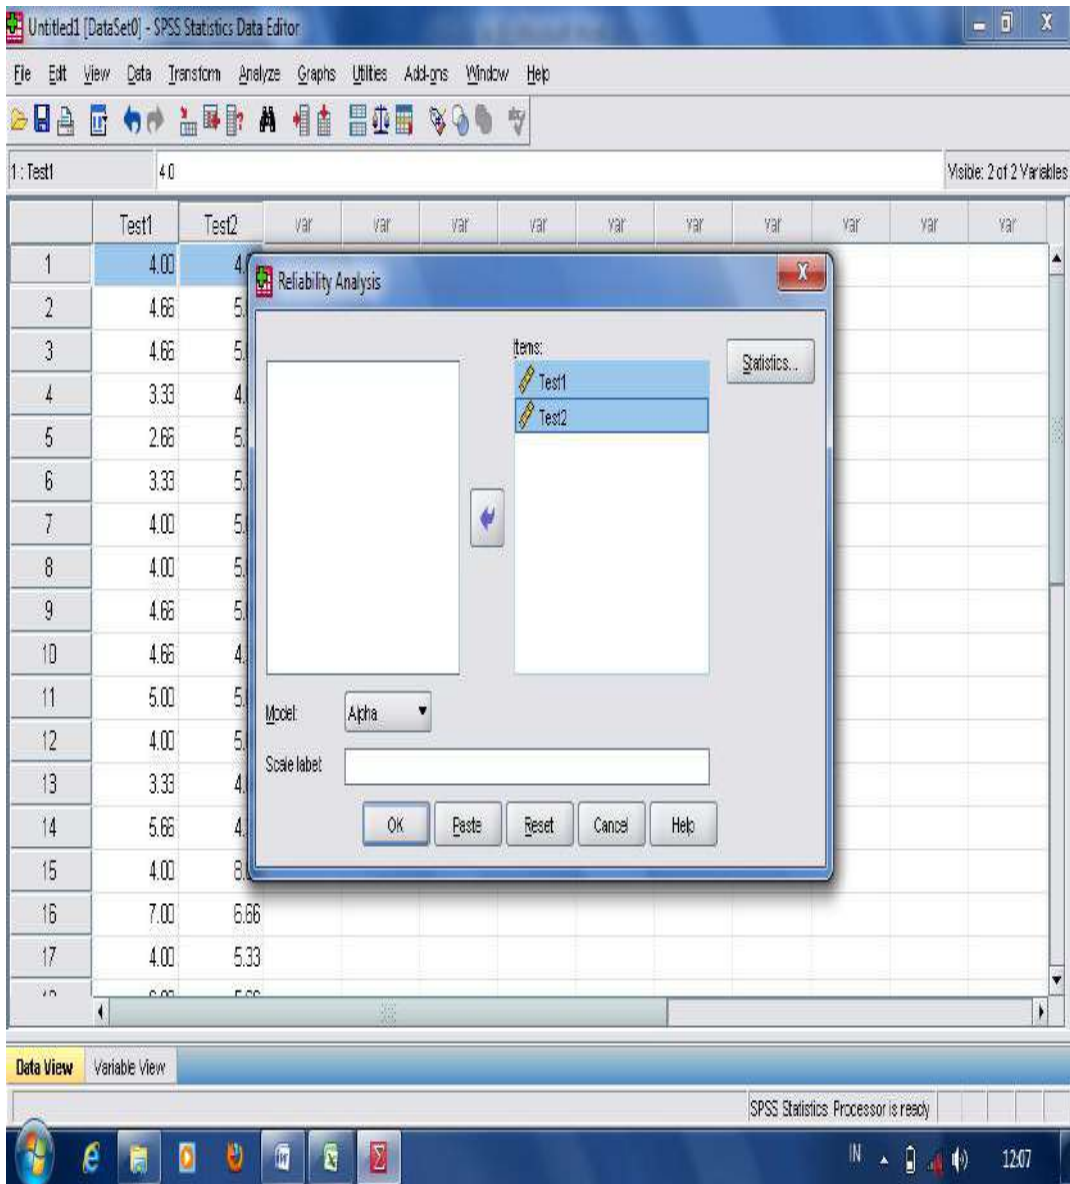 Untitled1 [DataSet0] - SPSS Statistics Data Editor
File Edit View Data Transform Analyze Graphs Utilities Add-ons Window Help
1 : Test1 4.0 Visible: 2 of 2 Variables
Test1 Test2 var var var var var var var var var var
1 4.00
2 4.66
3 4.66
4 3.33
5 2.66
6 3.33
7 4.00
8 4.00
9 4.66
10 4.66
11 5.00
12 4.00
13 3.33
14 5.66
15 4.00
16 7.00 6.66
17 4.00 5.33
Reliability Analysis
Items:
Test1
Test2
Statistics...
Model: Alpha
Scale label:
OK Paste Reset Cancel Help
Data View Variable View
SPSS Statistics Processor is ready
IN 12:07